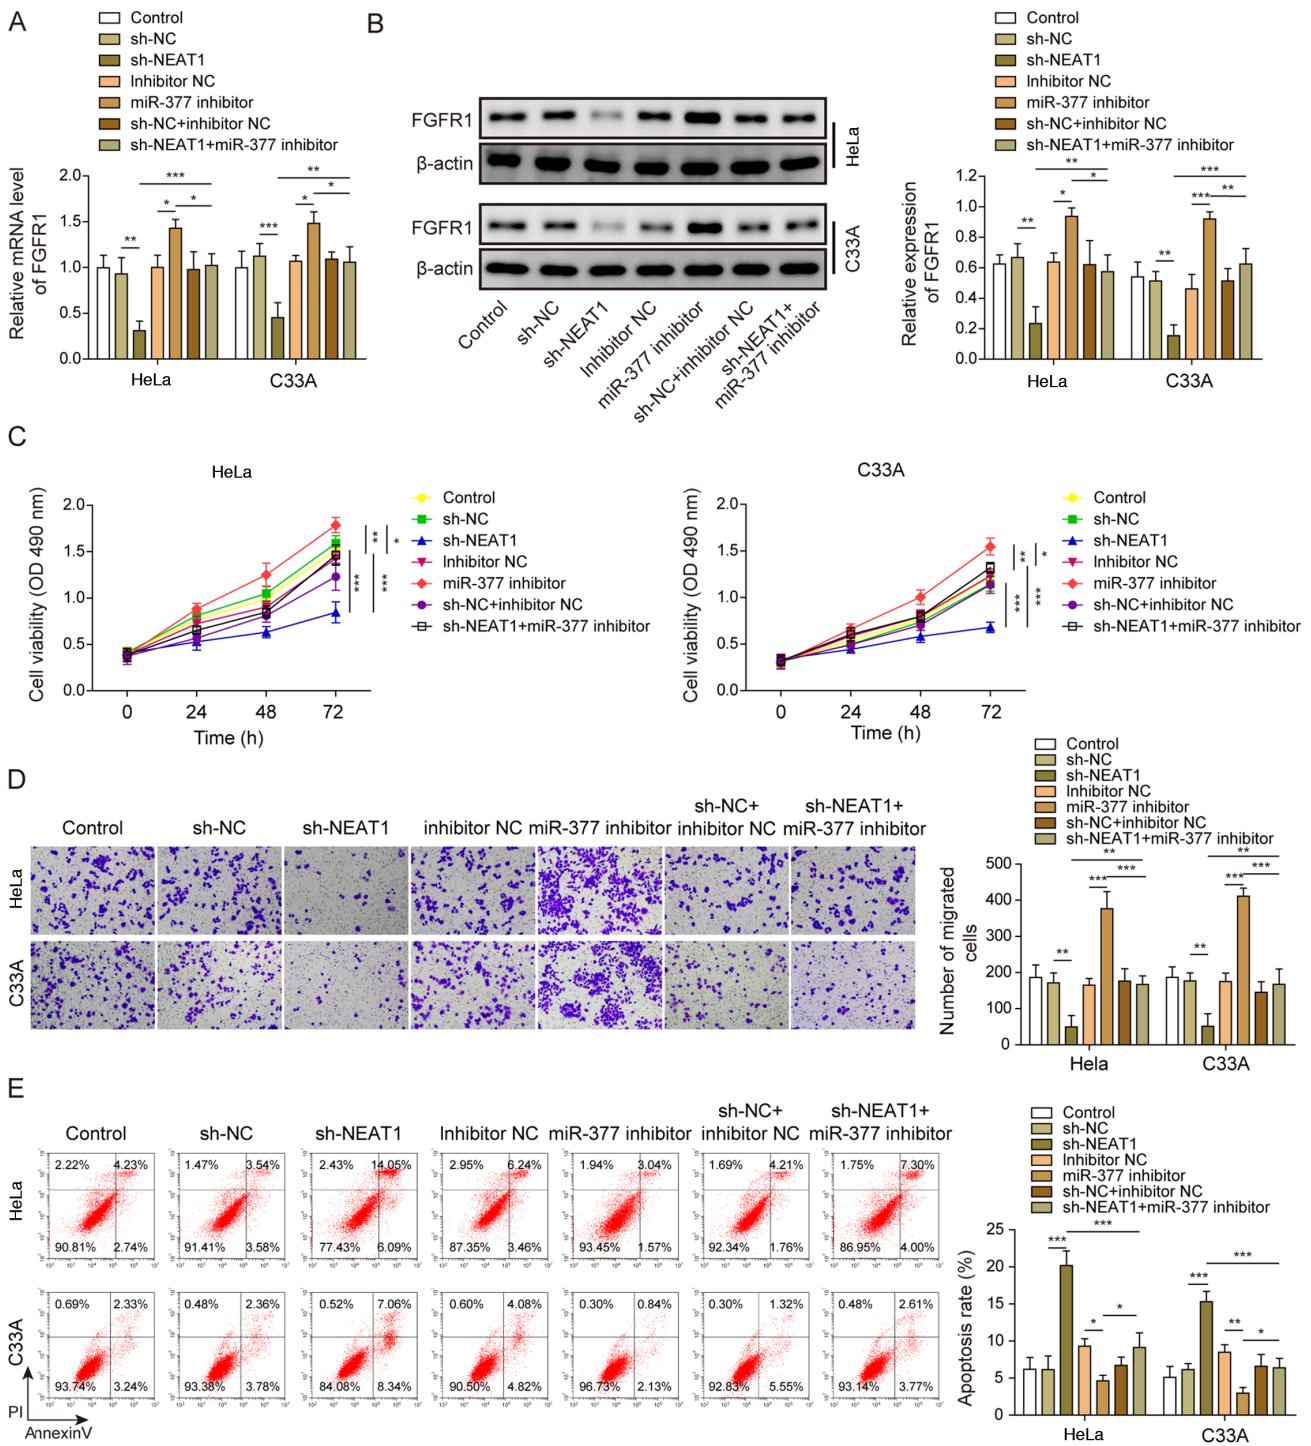 A
Control
sh-NC
sh-NEAT1
Inhibitor NC
miR-377 inhibitor
sh-NC+inhibitor NC
sh-NEAT1+miR-377 inhibitor
Relative mRNA level
of FGFR1
2.0
1.5
1.0
0.5
0.0
** * *** *
*** * ** *
HeLa C33A
B
FGFR1
β-actin
HeLa
FGFR1
β-actin
C33A
Control
sh-NC
sh-NEAT1
Inhibitor NC
miR-377 inhibitor
sh-NC+inhibitor NC
sh-NEAT1+
miR-377 inhibitor
Control
sh-NC
sh-NEAT1
Inhibitor NC
miR-377 inhibitor
sh-NC+inhibitor NC
sh-NEAT1+miR-377 inhibitor
Relative expression
of FGFR1
1.2
1.0
0.8
0.6
0.4
0.2
0.0
** * ** *
** *** *** **
HeLa C33A
C
HeLa
Cell viability (OD 490 nm)
2.0
1.5
1.0
0.5
0.0
0 24 48 72
Time (h)
*** ** *** *
Control
sh-NC
sh-NEAT1
Inhibitor NC
miR-377 inhibitor
sh-NC+inhibitor NC
sh-NEAT1+miR-377 inhibitor
C33A
Cell viability (OD 490 nm)
2.0
1.5
1.0
0.5
0.0
0 24 48 72
Time (h)
*** ** *** *
Control
sh-NC
sh-NEAT1
Inhibitor NC
miR-377 inhibitor
sh-NC+inhibitor NC
sh-NEAT1+miR-377 inhibitor
D
Control sh-NC sh-NEAT1 inhibitor NC miR-377 inhibitor sh-NC+ inhibitor NC sh-NEAT1+ miR-377 inhibitor
HeLa
C33A
Control
sh-NC
sh-NEAT1
Inhibitor NC
miR-377 inhibitor
sh-NC+inhibitor NC
sh-NEAT1+miR-377 inhibitor
Number of migrated
cells
500
400
300
200
100
0
** *** ** ***
** *** ** ***
Hela C33A
E
Control sh-NC sh-NEAT1 Inhibitor NC miR-377 inhibitor sh-NC+ inhibitor NC sh-NEAT1+ miR-377 inhibitor
HeLa
2.22% 4.23% 1.47% 3.54% 2.43% 14.05% 2.95% 6.24% 1.94% 3.04% 1.69% 4.21% 1.75% 7.30%
90.81% 2.74% 91.41% 3.58% 77.43% 6.09% 87.35% 3.46% 93.45% 1.57% 92.34% 1.76% 86.95% 4.00%
C33A
0.69% 2.33% 0.48% 2.36% 0.52% 7.06% 0.60% 4.08% 0.30% 0.84% 0.30% 1.32% 0.48% 2.61%
93.74% 3.24% 93.38% 3.78% 84.08% 8.34% 90.50% 4.82% 96.73% 2.13% 92.83% 5.55% 93.14% 3.77%
PI
AnnexinV
Control
sh-NC
sh-NEAT1
Inhibitor NC
miR-377 inhibitor
sh-NC+inhibitor NC
sh-NEAT1+miR-377 inhibitor
Apoptosis rate (%)
25
20
15
10
5
0
*** * *** *
*** ** *** *
HeLa C33A